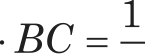 · BC = 1